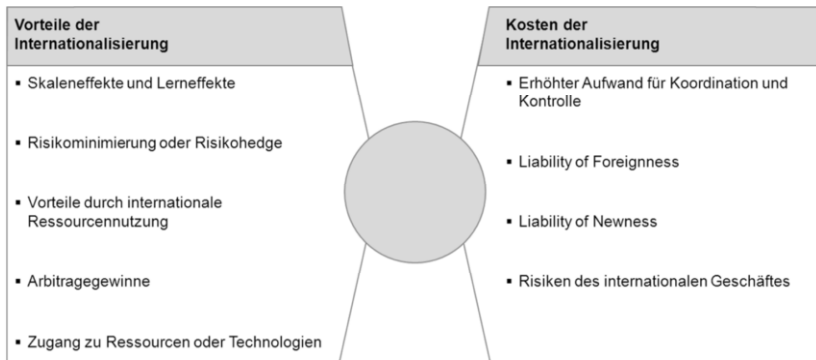 Vorteile der
Internationalisierung
▪ Skaleneffekte und Lerneffekte
▪ Risikominimierung oder Risikohedge
▪ Vorteile durch internationale
Ressourcennutzung
▪ Arbitragegewinne
▪ Zugang zu Ressourcen oder Technologien
Kosten der
Internationalisierung
▪ Erhöhter Aufwand für Koordination und
Kontrolle
▪ Liability of Foreignness
▪ Liability of Newness
▪ Risiken des internationalen Geschäftes